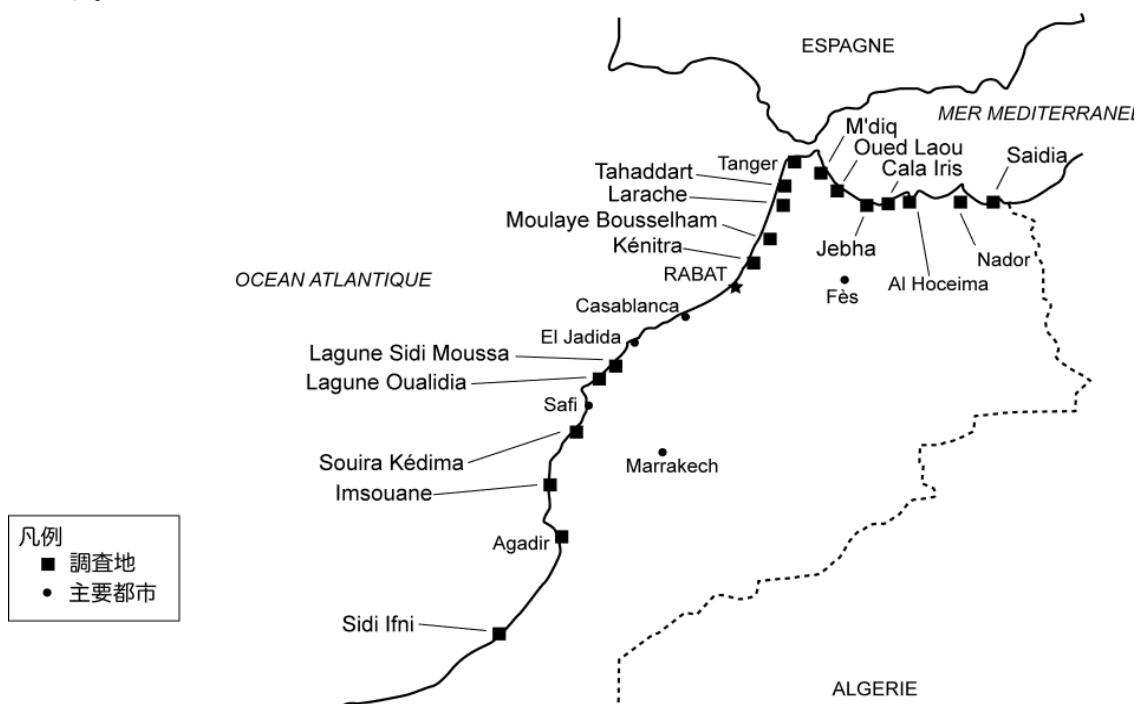 ESPAGNE
MER MEDITERRANEE
M'diq
Oued Laou
Cala Iris
Saidia
Tanger
Tahaddart
Larache
Moulaye Bousselham
Kénitra
RABAT
Jebha
Nador
Al Hoceima
Fès
OCEAN ATLANTIQUE
Casablanca
El Jadida
Lagune Sidi Moussa
Lagune Oualidia
Safi
Souira Kédima
Marrakech
Imsouane
Agadir
凡例
調査地
主要都市
Sidi Ifni
ALGERIE